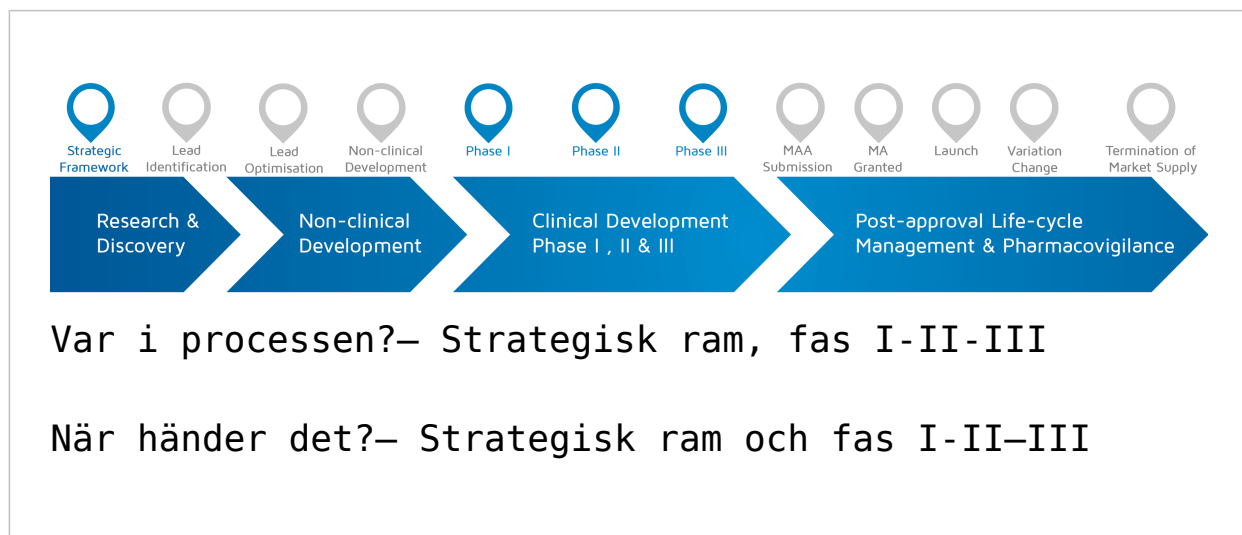 Strategic
Framework
Lead
Identification
Lead
Optimisation
Non-clinical
Development
Phase I
Phase II
Phase III
MAA
Submission
MA
Granted
Launch
Variation
Change
Termination of
Market Supply
Research &
Discovery
Non-clinical
Development
Clinical Development
Phase I , II & III
Post-approval Life-cycle
Management & Pharmacovigilance
Var i processen?– Strategisk ram, fas I-II-III
När händer det?– Strategisk ram och fas I-II–III